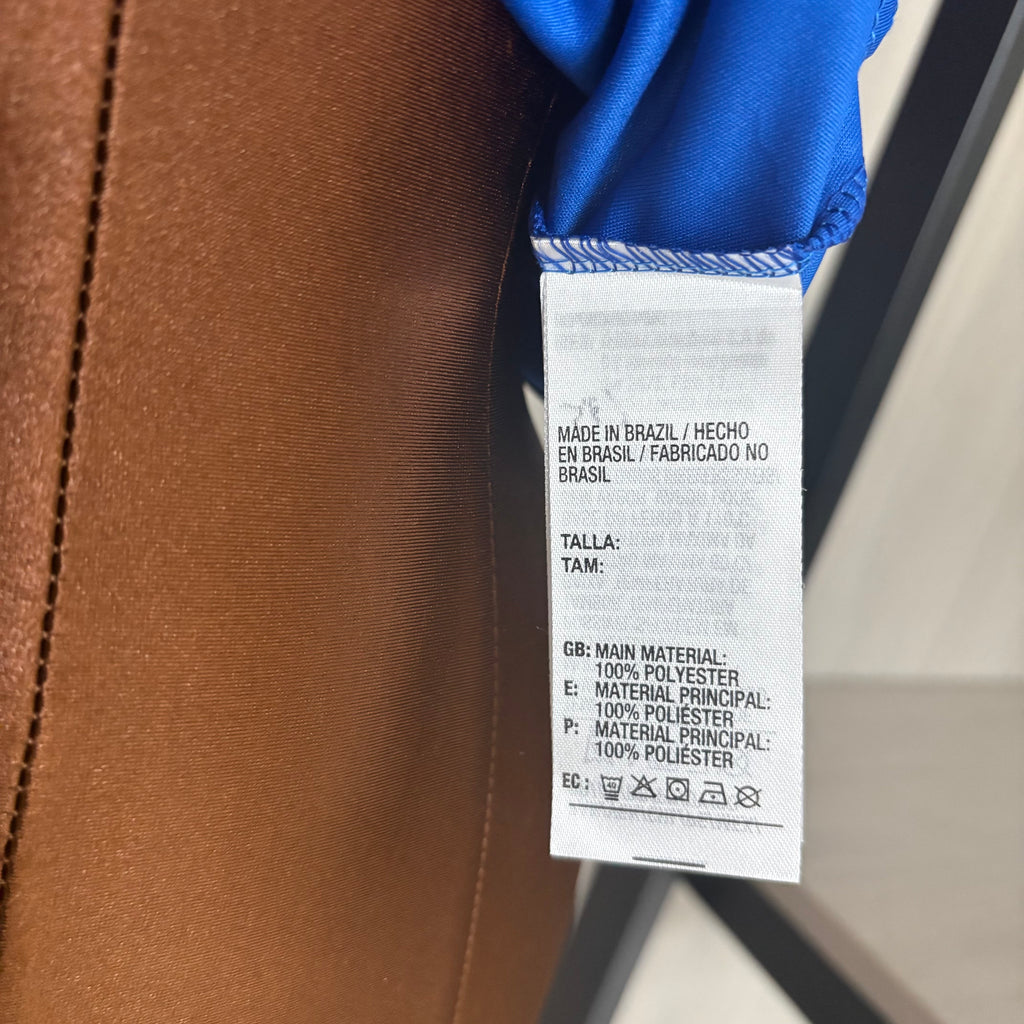 MADE IN BRAZIL / HECHO
EN BRASIL / FABRICADO NO
BRASIL
TALLA:
TAM:
GB: MAIN MATERIAL:
100% POLYESTER
E: MATERIAL PRINCIPAL:
100% POLIÉSTER
P: MATERIAL PRINCIPAL:
100% POLIÉSTER
EC: 40